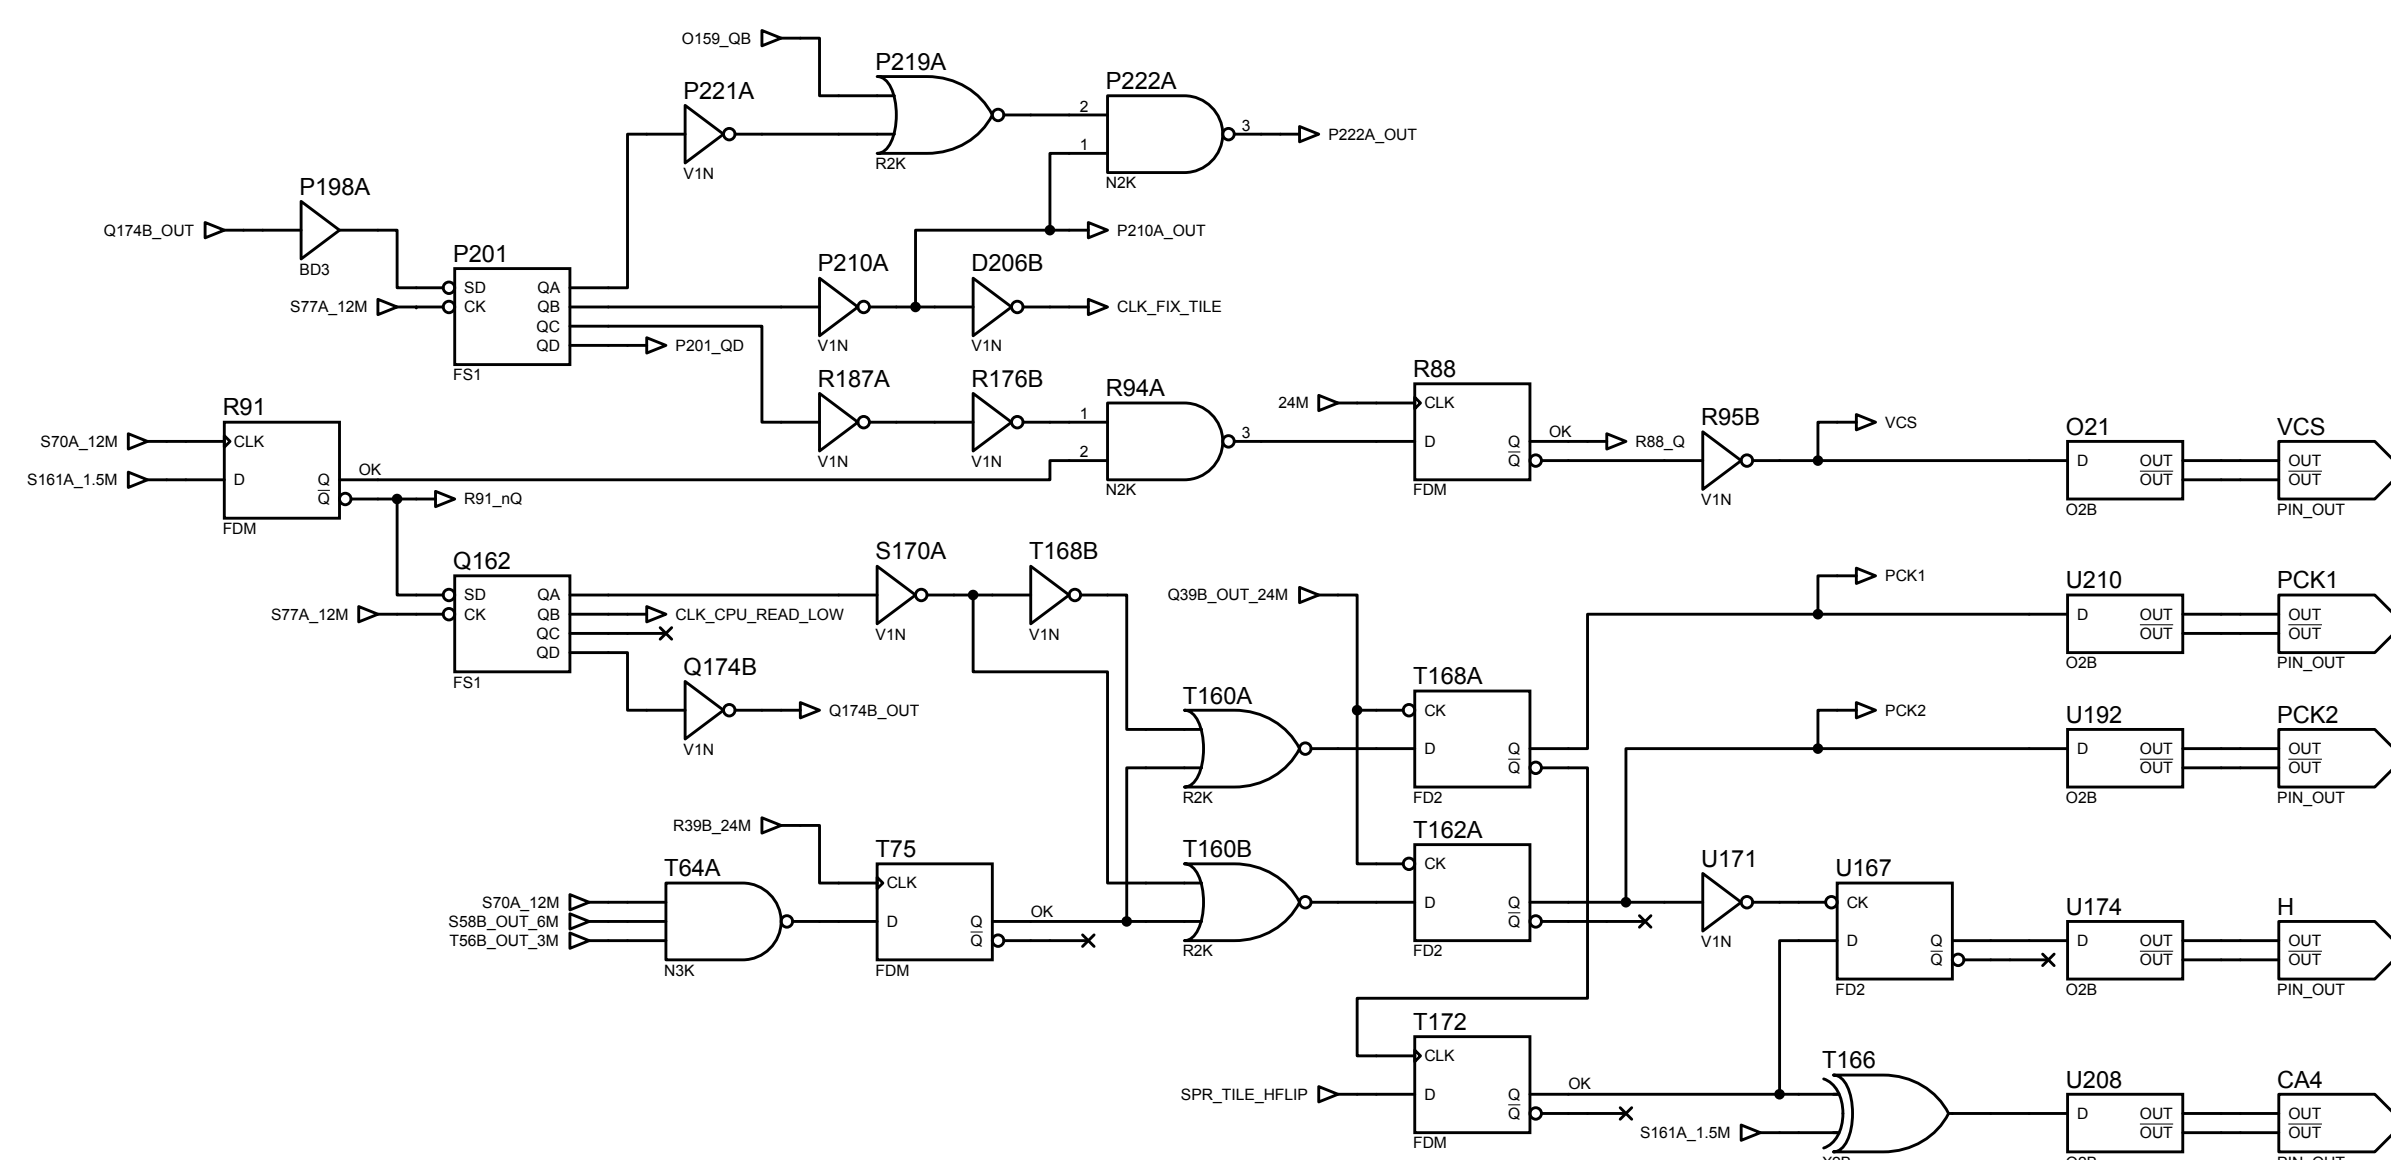 O159_QB
P219A
R2K
P221A
V1N
P222A
2
1
3
N2K
P222A_OUT
P198A
BD3
Q174B_OUT
P210A_OUT
P201
SD QA
CK QB
QC
QD
FS1
S77A_12M
P201_QD
P210A
V1N
D206B
V1N
CLK_FIX_TILE
R187A
V1N
R176B
V1N
R94A
1
2
3
N2K
R88
24M
CLK
D Q
Q
FDM
OK
R88_Q
R95B
V1N
VCS
O21
D OUT
OUT
O2B
VCS
OUT
OUT
PIN_OUT
R91
S70A_12M
CLK
S161A_1.5M
D Q
Q
FDM
OK
R91_nQ
Q162
SD QA
CK QB
QC
QD
FS1
S77A_12M
CLK_CPU_READ_LOW
Q174B
V1N
Q174B_OUT
S170A
V1N
T168B
V1N
Q39B_OUT_24M
PCK1
U210
D OUT
OUT
O2B
PCK1
OUT
OUT
PIN_OUT
T160A
R2K
T168A
CK
D Q
Q
FD2
PCK2
U192
D OUT
OUT
O2B
PCK2
OUT
OUT
PIN_OUT
R39B_24M
T64A
S70A_12M
S58B_OUT_6M
T56B_OUT_3M
N3K
T75
CLK
D Q
Q
FDM
OK
T160B
R2K
T162A
CK
D Q
Q
FD2
U171
V1N
U167
CK
D Q
Q
FD2
U174
D OUT
OUT
O2B
H
OUT
OUT
PIN_OUT
T172
CLK
SPR_TILE_HFLIP
D Q
Q
FDM
OK
S161A_1.5M
T166
U208
D OUT
OUT
CA4
OUT
OUT